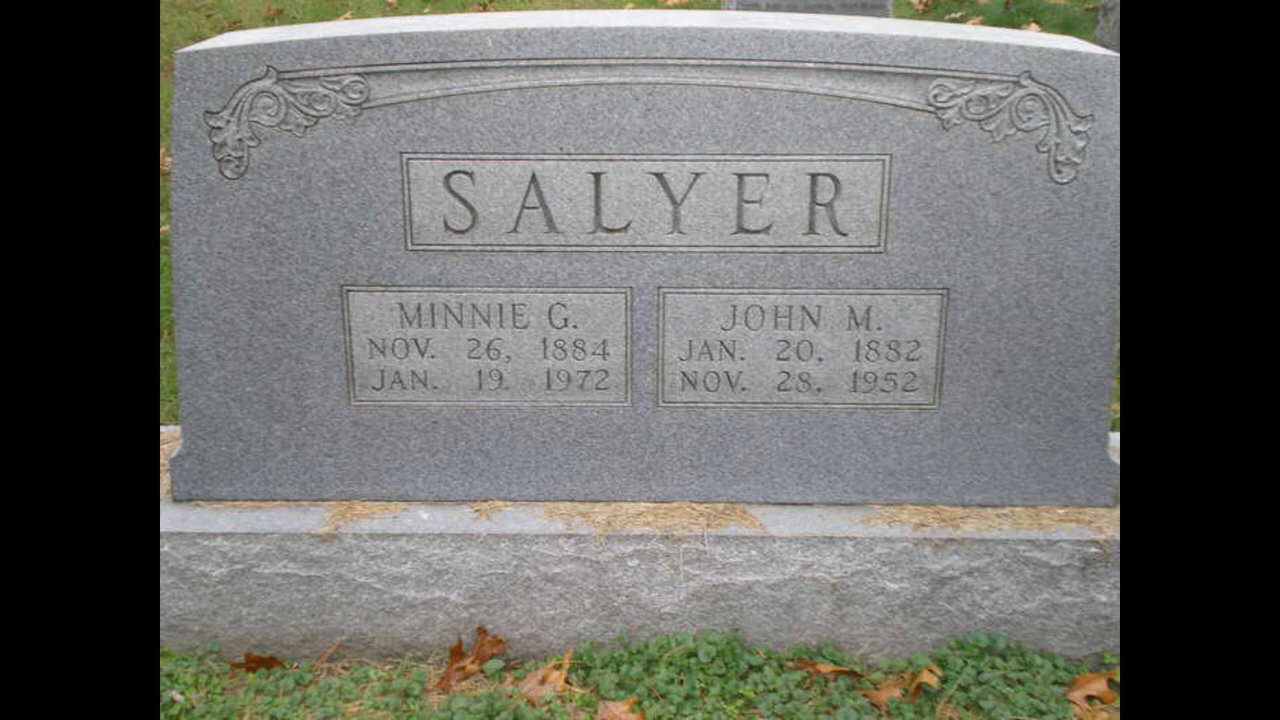 SALYER
MINNIE G.
NOV. 26, 1884
JAN. 19. 1972
JOHN M.
JAN. 20. 1882
NOV. 28. 1952